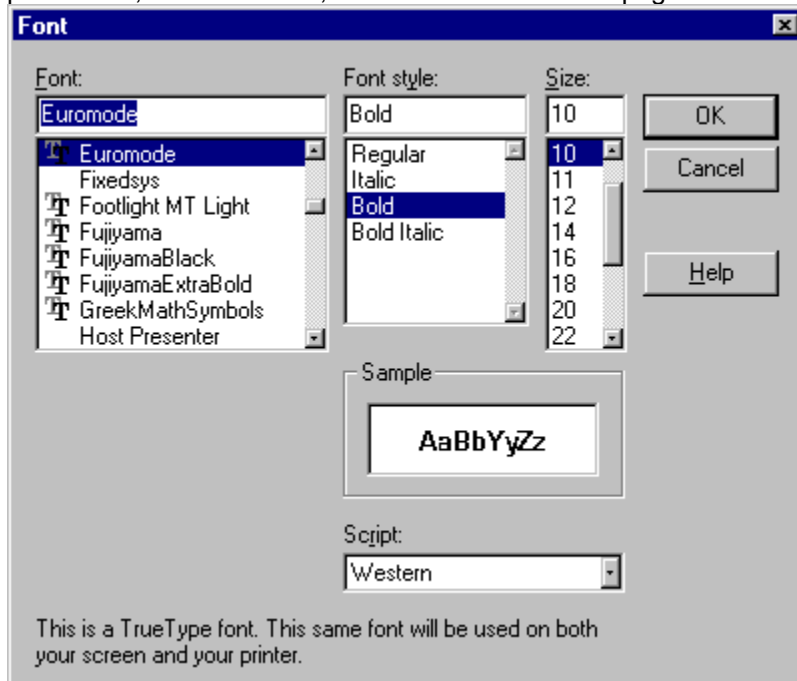 Font
Font:
Euromode
Euromode
Fixedsys
Footlight MT Light
Fujiyama
FujiyamaBlack
FujiyamaExtraBold
GreekMathSymbols
Host Presenter
Font style:
Bold
Regular
Italic
Bold
Bold Italic
Size:
10
10
11
12
14
16
18
20
22
OK
Cancel
Help
Sample
AaBbYyZz
Script:
Western
This is a TrueType font. This same font will be used on both
your screen and your printer.